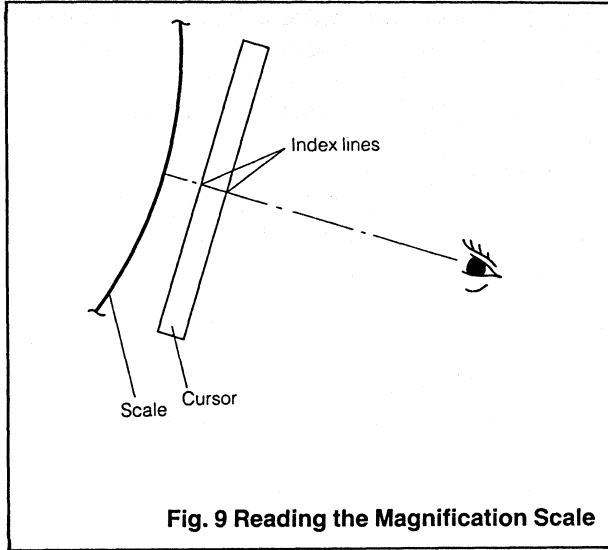 Index lines
Scale
Cursor
Fig. 9 Reading the Magnification Scale